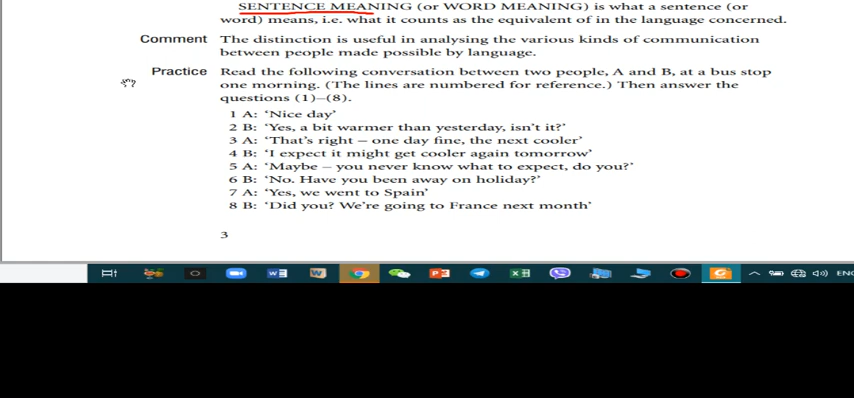 SENTENCE MEANING (or WORD MEANING) is what a sentence (or
word) means, i.e. what it counts as the equivalent of in the language concerned.
Comment The distinction is useful in analysing the various kinds of communication
between people made possible by language.
Practice Read the following conversation between two people, A and B, at a bus stop
one morning. (The lines are numbered for reference.) Then answer the
questions (1)–(8).
1 A: ‘Nice day’
2 B: ‘Yes, a bit warmer than yesterday, isn’t it?’
3 A: ‘That’s right – one day fine, the next cooler’
4 B: ‘I expect it might get cooler again tomorrow’
5 A: ‘Maybe – you never know what to expect, do you?’
6 B: ‘No. Have you been away on holiday?’
7 A: ‘Yes, we went to Spain’
8 B: ‘Did you? We’re going to France next month’
3
ENG